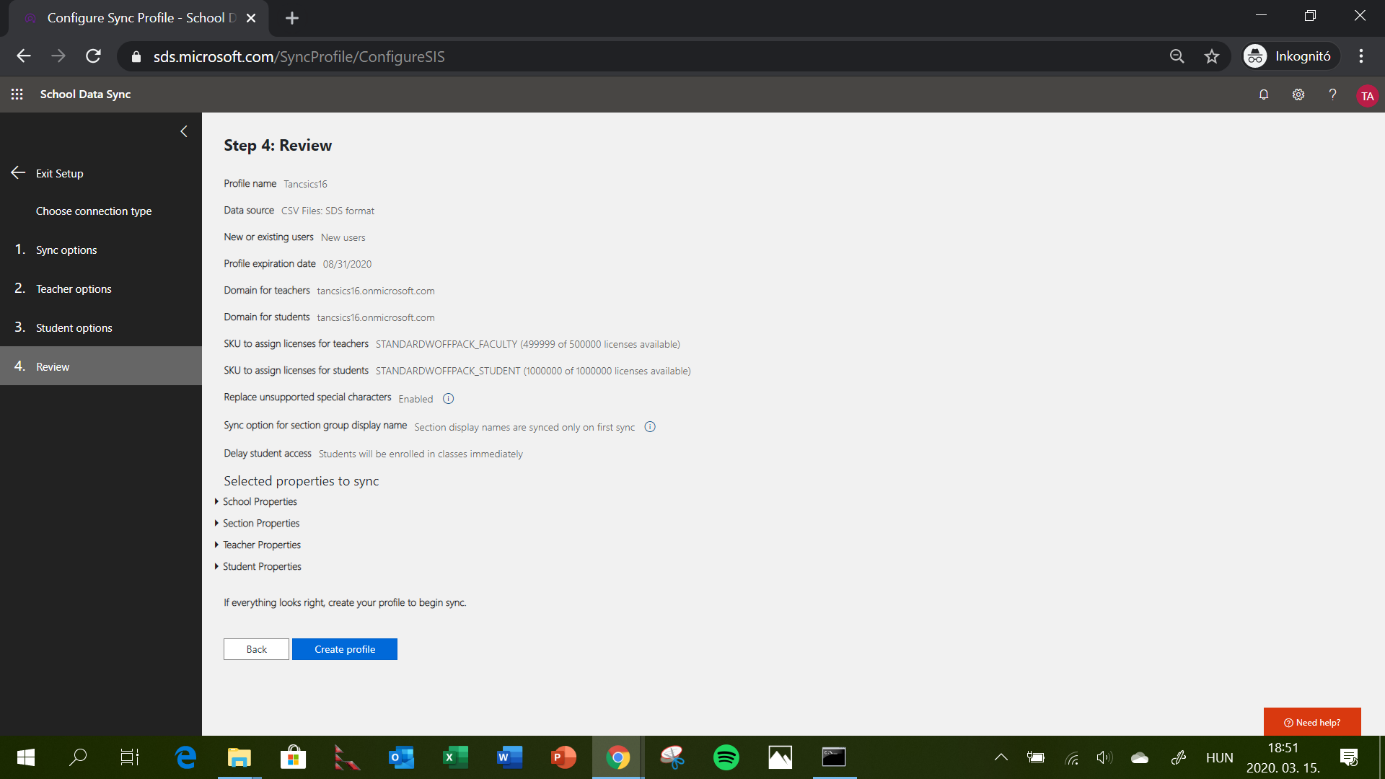 Configure Sync Profile - School D
sds.microsoft.com/SyncProfile/ConfigureSIS
Inkognitó
School Data Sync
TA
Exit Setup
Choose connection type
1. Sync options
2. Teacher options
3. Student options
4. Review
Step 4: Review
Profile name Tancsics16
Data source CSV Files: SDS format
New or existing users New users
Profile expiration date 08/31/2020
Domain for teachers tancsics16.onmicrosoft.com
Domain for students tancsics16.onmicrosoft.com
SKU to assign licenses for teachers STANDARDWOFFPACK_FACULTY (499999 of 500000 licenses available)
SKU to assign licenses for students STANDARDWOFFPACK_STUDENT (1000000 of 1000000 licenses available)
Replace unsupported special characters Enabled
Sync option for section group display name Section display names are synced only on first sync
Delay student access Students will be enrolled in classes immediately
Selected properties to sync
School Properties
Section Properties
Teacher Properties
Student Properties
If everything looks right, create your profile to begin sync.
Back
Create profile
Need help?
HUN
18:51
2020. 03. 15.